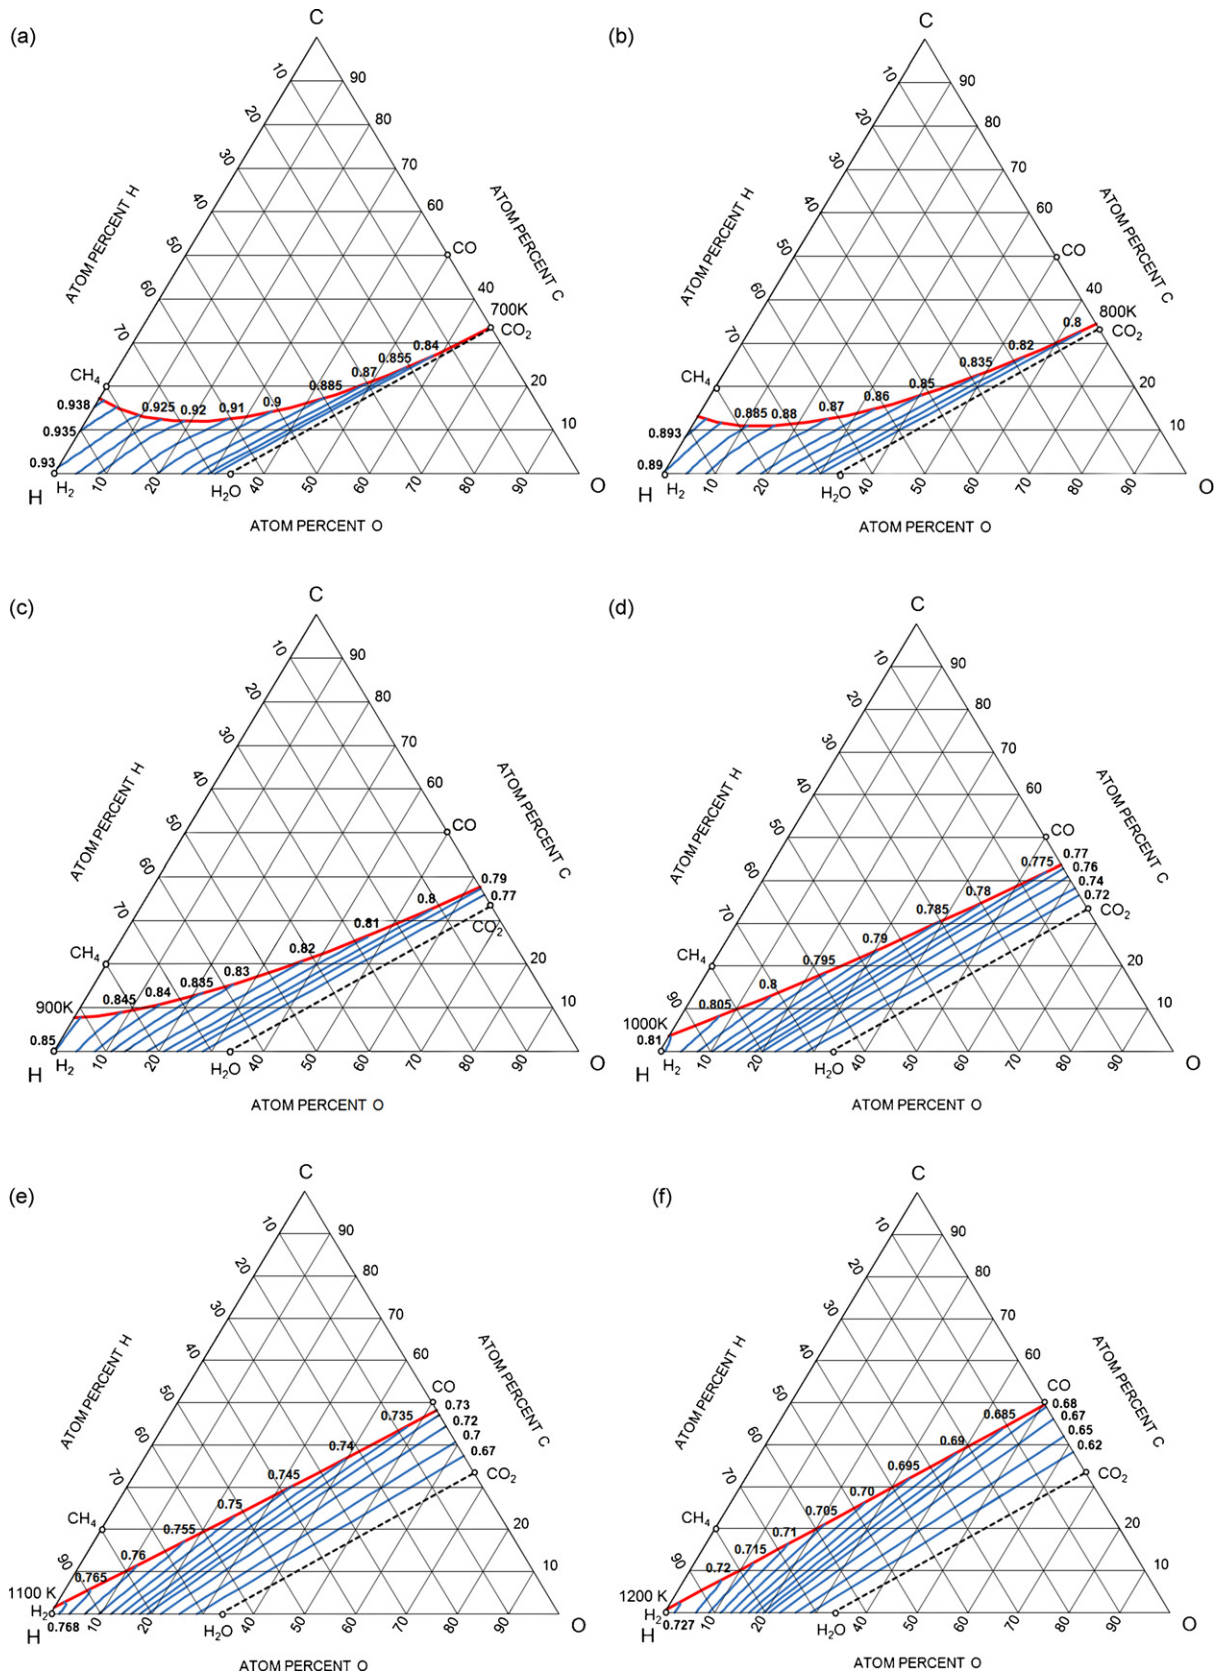 (a)
C
10
90
20
80
30
70
ATOM PERCENT H
40
60
ATOM PERCENT C
50
CO
60
40
700K
CO2
70
0.84
0.855
0.87
CH4
0.885
20
0.938
0.925 0.92 0.91 0.9
0.935
10
0.93
H H2 10 20 H2O 40 50 60 70 80 90 O
ATOM PERCENT O
(b)
C
10
90
20
80
30
70
ATOM PERCENT H
40
60
ATOM PERCENT C
50
CO
60
40
0.8 800K
CO2
70
0.82
0.835
CH4
0.85
20
0.86
0.87
0.885 0.88
0.893
10
0.89
H H2 10 20 H2O 40 50 60 70 80 90 O
ATOM PERCENT O
(c)
C
10
90
20
80
30
70
ATOM PERCENT H
40
60
ATOM PERCENT C
50
CO
60
0.79
0.8 0.77
70
0.81
CO2
0.82
CH4
0.83
20
0.835
0.84
900K 0.845
10
0.85
H H2 10 20 H2O 40 50 60 70 80 90 O
ATOM PERCENT O
(d)
C
10
90
20
80
30
70
ATOM PERCENT H
40
60
ATOM PERCENT C
50
CO
60
0.775 0.77
0.76
0.74
0.78
0.72
70
0.785
CO2
0.79
CH4
0.795
20
0.8
90
0.805
10
1000K
0.81
H H2 10 20 H2O 40 50 60 70 80 90 O
ATOM PERCENT O
(e)
C
10
90
20
80
30
70
ATOM PERCENT H
40
60
ATOM PERCENT C
50
CO
0.735 0.73
0.72
60
0.74
0.7
0.67
0.745
CO2
70
0.75
CH4
0.755
20
0.76
90
0.765
10
1100 K
H2
0.768
H 10 20 H2O 40 50 60 70 80 90 O
ATOM PERCENT O
(f)
C
10
90
20
80
30
70
ATOM PERCENT H
40
60
ATOM PERCENT C
50
CO
0.685 0.68
0.67
60
0.69
0.65
0.62
0.695
CO2
70
0.70
CH4
0.705
20
0.71
0.715
90
0.72
10
1200 K
H2
0.727
H 10 20 H2O 40 50 60 70 80 90 O
ATOM PERCENT O